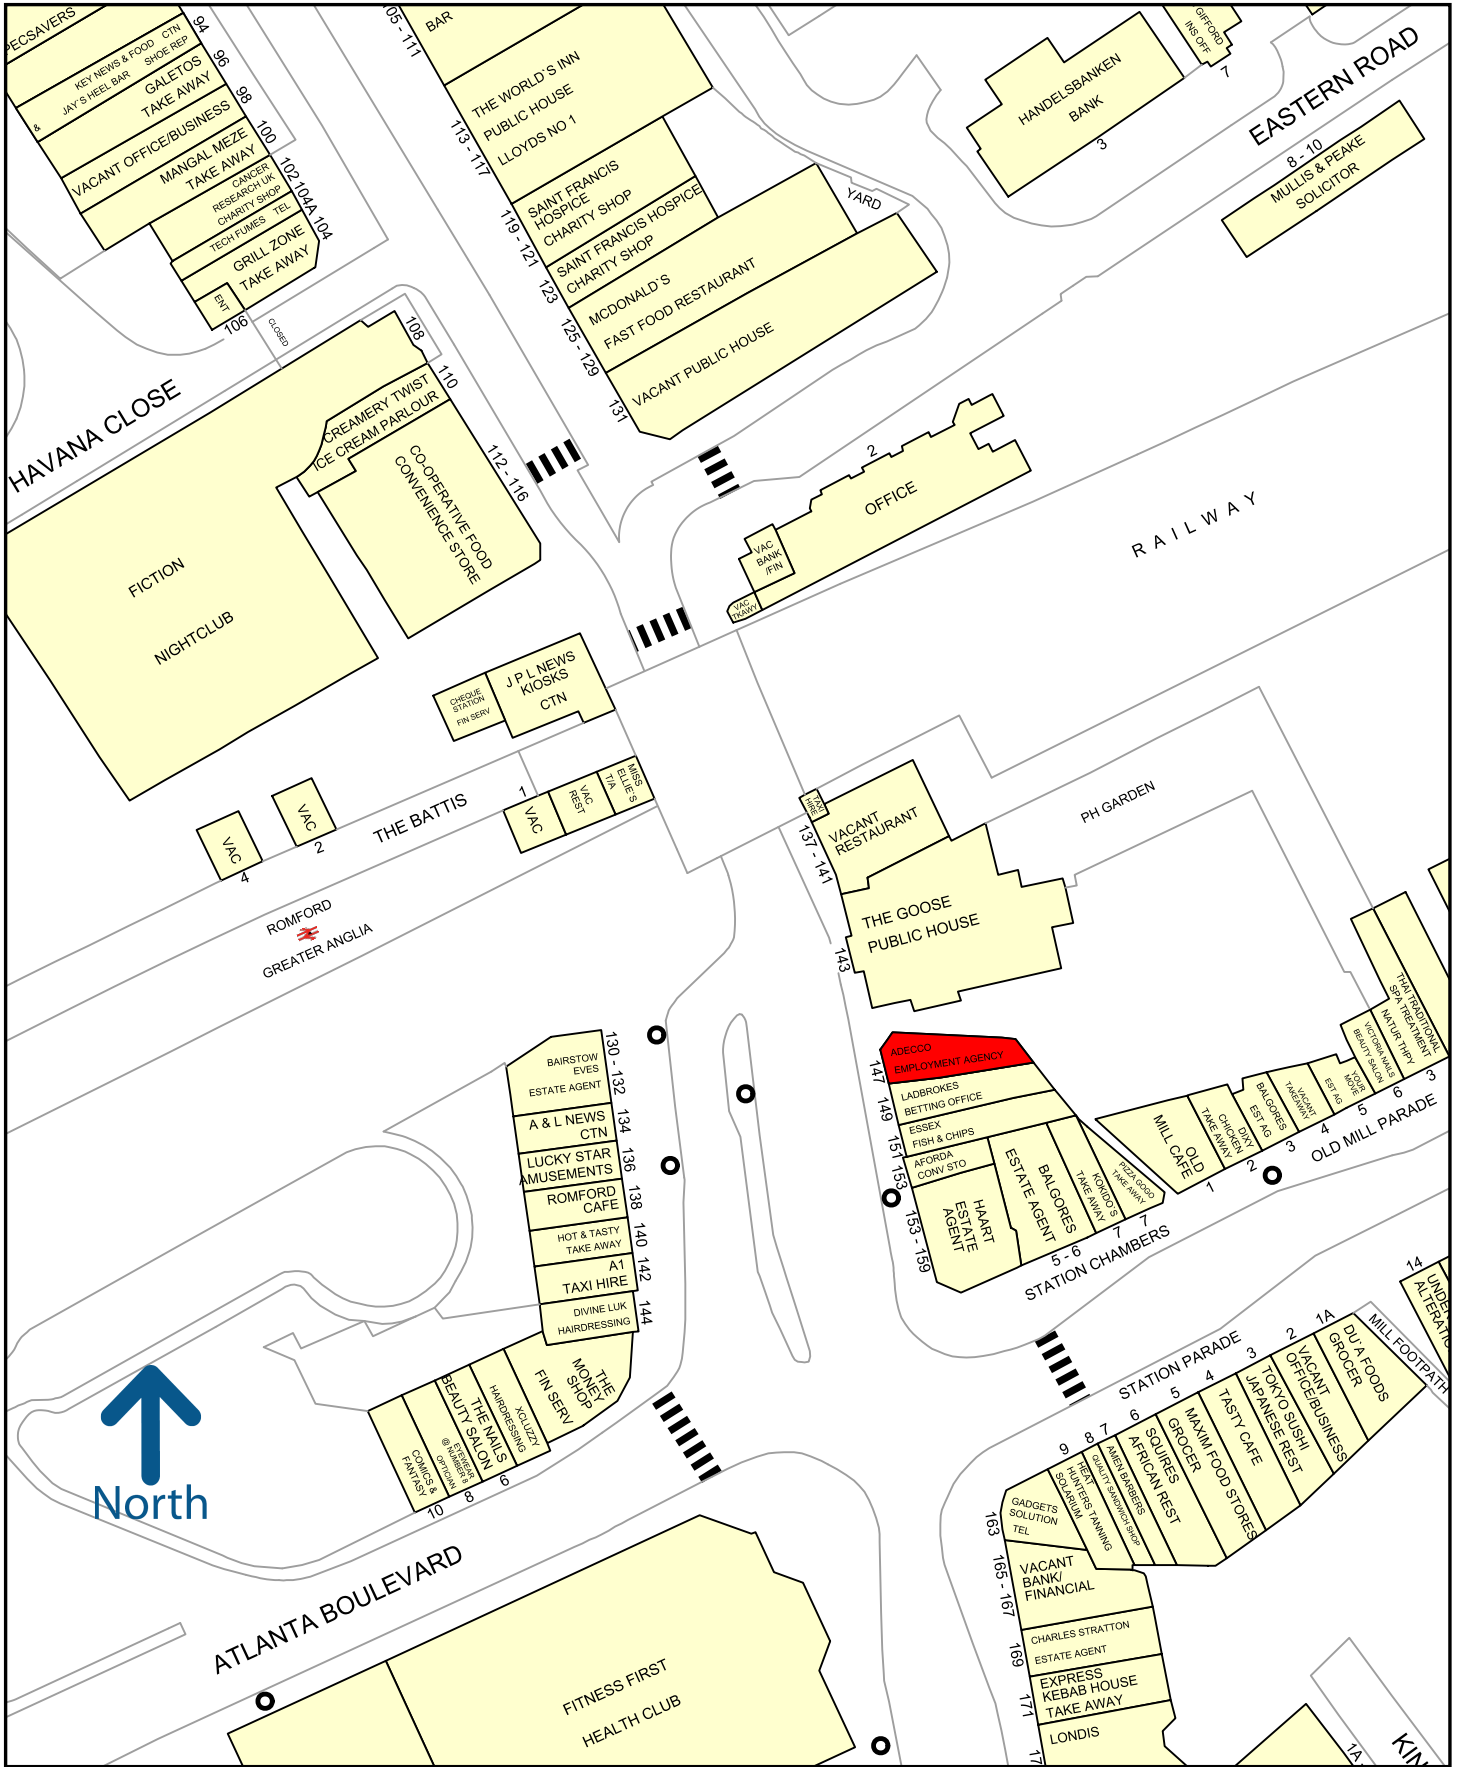 PECSAVERS
94
KEY NEWS & FOOD CTN
JAY'S HEEL BAR SHOE REP
&
96
GALETOS
TAKE AWAY
98
VACANT OFFICE/BUSINESS
100
MANGAL MEZE
TAKE AWAY
102
CANCER
RESEARCH UK
CHARITY SHOP
104A
TECH FUMES TEL
104
GRILL ZONE
TAKE AWAY
ENT
106
CLOSED
HAVANA CLOSE
05 - 111
BAR
THE WORLD'S INN
PUBLIC HOUSE
LLOYDS NO 1
113 - 117
SAINT FRANCIS
HOSPICE
CHARITY SHOP
119 - 121
SAINT FRANCIS HOSPICE
CHARITY SHOP
123
MCDONALD'S
FAST FOOD RESTAURANT
125 - 129
VACANT PUBLIC HOUSE
131
YARD
HANDELSBANKEN
BANK
3
GIFFORD
INS OFF
7
EASTERN ROAD
8 - 10
MULLIS & PEAKE
SOLICITOR
108
110
CREAMERY TWIST
ICE CREAM PARLOUR
112 - 116
CO-OPERATIVE FOOD
CONVENIENCE STORE
FICTION
NIGHTCLUB
2
OFFICE
VAC
BANK
/FIN
VAC
TKAWY
RAILWAY
CHEQUE
STATION
FIN SERV
J P L NEWS
KIOSKS
CTN
MISS
ELLIE'S
T/A
VAC
REST
1
VAC
THE BATTIS
VAC
2
VAC
4
ROMFORD
GREATER ANGLIA
TAXI
HIRE
137 - 141
VACANT
RESTAURANT
PH GARDEN
THE GOOSE
PUBLIC HOUSE
143
ADECCO
EMPLOYMENT AGENCY
147
LADBROKES
BETTING OFFICE
149
ESSEX
FISH & CHIPS
151
AFORDA
CONV STO
153
HAART
ESTATE
AGENT
153 - 159
BALGORES
ESTATE AGENT
5 - 6
KOKIDO'S
TAKE AWAY
7
PIZZA GOGO
TAKE AWAY
7
STATION CHAMBERS
OLD
MILL CAFE
1
DIXY
CHICKEN
TAKE AWAY
2
BALGORES
EST AG
3
VACANT
TAKEAWAY
4
YOUR
MOVE
EST AG
5
VICTORIA NAILS
BEAUTY SALON
6
NATUR THPY
THAI TRADITIONAL
SPA TREATMENT
3
OLD MILL PARADE
130 - 132
BAIRSTOW
EVES
ESTATE AGENT
134
A & L NEWS
CTN
136
LUCKY STAR
AMUSEMENTS
138
ROMFORD
CAFE
140
HOT & TASTY
TAKE AWAY
142
A1
TAXI HIRE
144
DIVINE LUK
HAIRDRESSING
THE
MONEY
SHOP
FIN SERV
XCLUZZY
HAIRDRESSING
6
THE NAILS
BEAUTY SALON
8
EYEWEAR
@ NUMBER 8
OPTICIAN
10
COMICS &
FANTASY
North
ATLANTA BOULEVARD
FITNESS FIRST
HEALTH CLUB
STATION PARADE
14
UNDER
ALTERATIO
MILL FOOTPATH
1A
DU'A FOODS
GROCER
2
VACANT
OFFICE/BUSINESS
3
TOKYO SUSHI
JAPANESE REST
4
TASTY CAFE
5
MAXIM FOOD STORES
GROCER
6
SQUIRES
AFRICAN REST
7
AMEN BARBERS
8
QUALITY SANDWICH SHOP
9
HEAT
HUNTERS TANNING
SOLARIUM
163
GADGETS
SOLUTION
TEL
165 - 167
VACANT
BANK/
FINANCIAL
169
CHARLES STRATTON
ESTATE AGENT
171
EXPRESS
KEBAB HOUSE
TAKE AWAY
17
LONDIS
1A
KIN